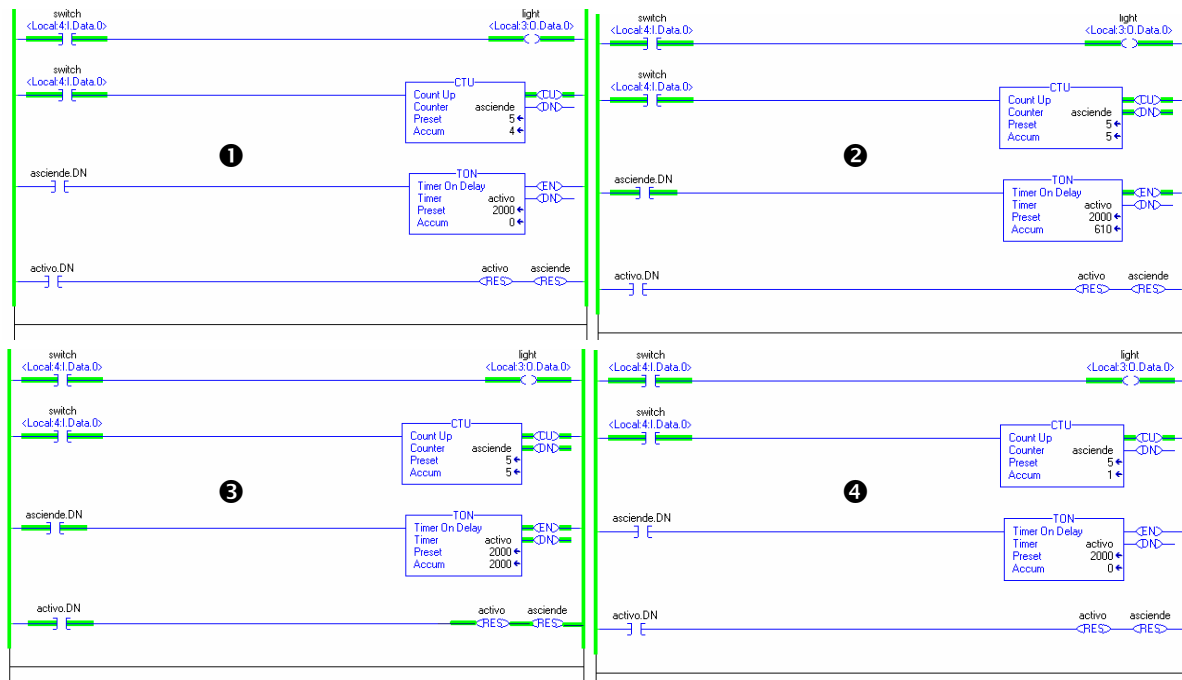 switch
<Local:4:I.Data.0>
light
<Local:3:O.Data.0>
switch
<Local:4:I.Data.0>
CTU
Count Up
Counter asciende
Preset 5
Accum 4
CU
DN
❶
asciende.DN
TON
Timer On Delay
Timer activo
Preset 2000
Accum 0
EN
DN
activo.DN
activo
RES
asciende
RES
switch
<Local:4:I.Data.0>
light
<Local:3:O.Data.0>
switch
<Local:4:I.Data.0>
CTU
Count Up
Counter asciende
Preset 5
Accum 5
CU
DN
❷
asciende.DN
TON
Timer On Delay
Timer activo
Preset 2000
Accum 610
EN
DN
activo.DN
activo
RES
asciende
RES
switch
<Local:4:I.Data.0>
light
<Local:3:O.Data.0>
switch
<Local:4:I.Data.0>
CTU
Count Up
Counter asciende
Preset 5
Accum 5
CU
DN
❸
asciende.DN
TON
Timer On Delay
Timer activo
Preset 2000
Accum 2000
EN
DN
activo.DN
activo
RES
asciende
RES
switch
<Local:4:I.Data.0>
light
<Local:3:O.Data.0>
switch
<Local:4:I.Data.0>
CTU
Count Up
Counter asciende
Preset 5
Accum 1
CU
DN
❹
asciende.DN
TON
Timer On Delay
Timer activo
Preset 2000
Accum 0
EN
DN
activo.DN
activo
RES
asciende
RES